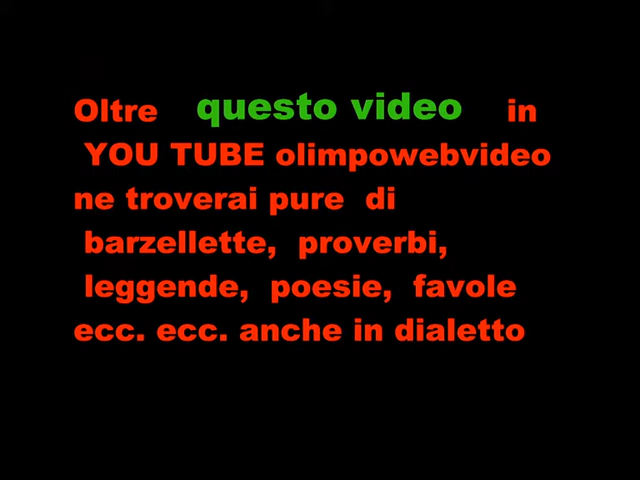 Oltre questo video in
YOU TUBE olimpowebvideo
ne troverai pure di
barzellette, proverbi,
leggende, poesie, favole
ecc. ecc. anche in dialetto